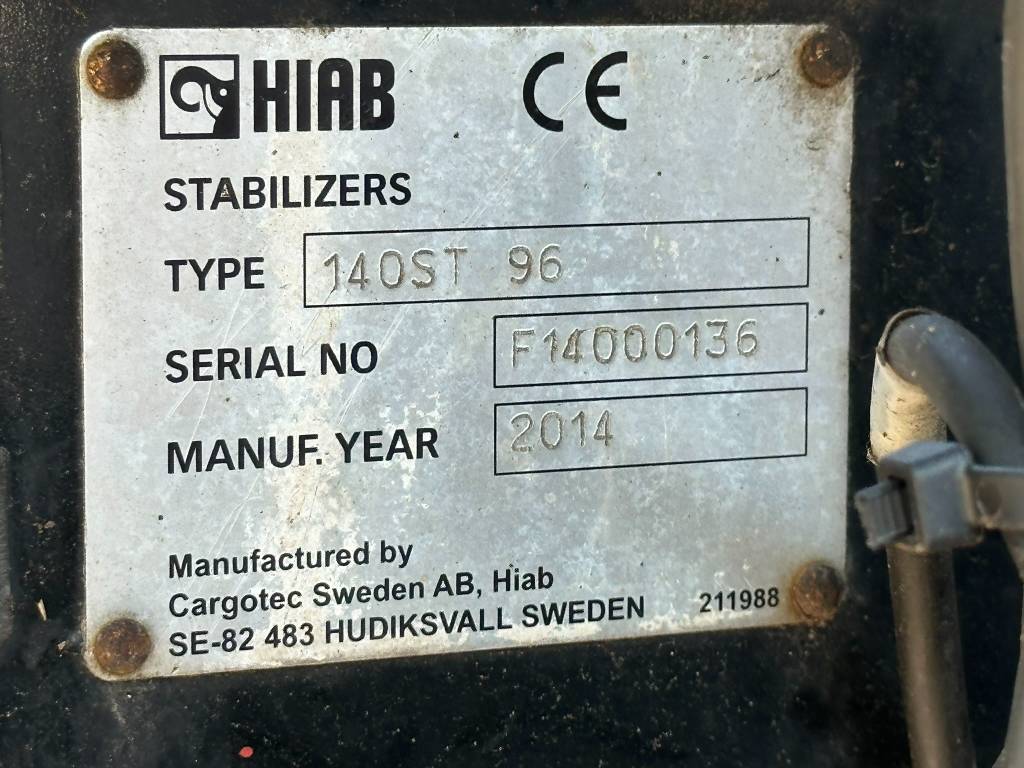 HIAB CE
STABILIZERS
TYPE 140ST 96
SERIAL NO F14000136
MANUF. YEAR 2014
Manufactured by
Cargotec Sweden AB, Hiab
SE-82 483 HUDIKSVALL SWEDEN 211988